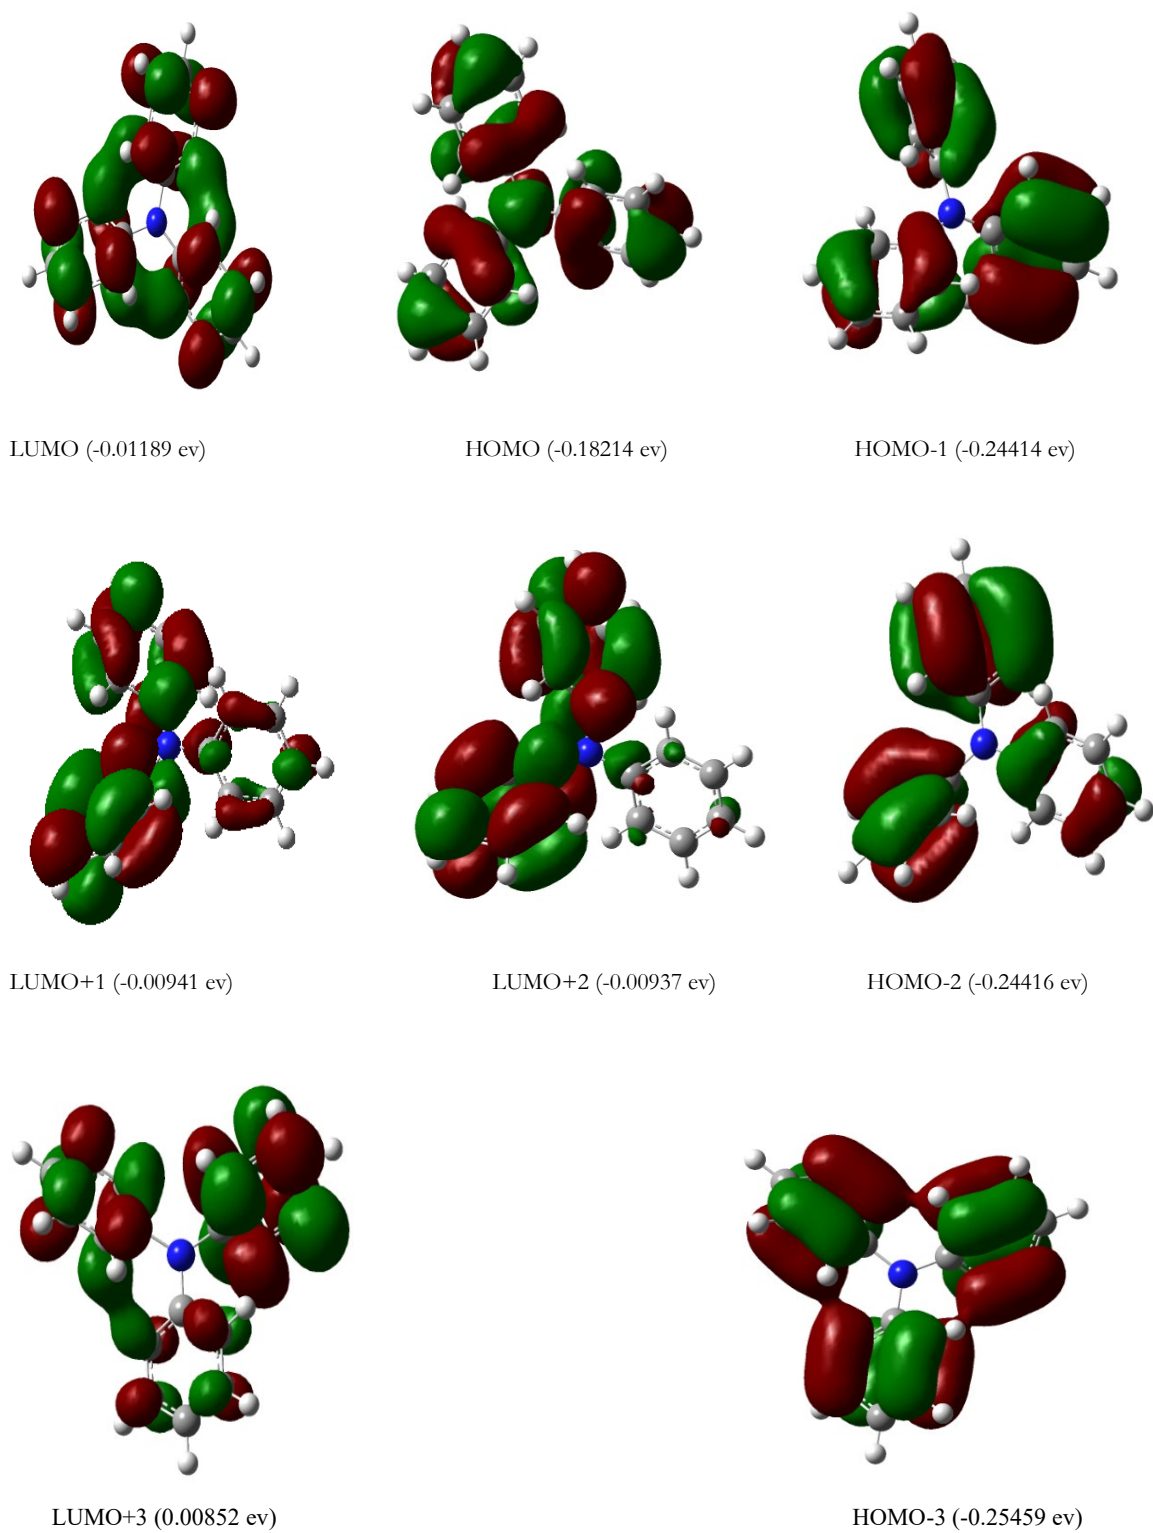 LUMO (-0.01189 ev)
HOMO (-0.18214 ev)
HOMO-1 (-0.24414 ev)
LUMO+1 (-0.00941 ev)
LUMO+2 (-0.00937 ev)
HOMO-2 (-0.24416 ev)
LUMO+3 (0.00852 ev)
HOMO-3 (-0.25459 ev)